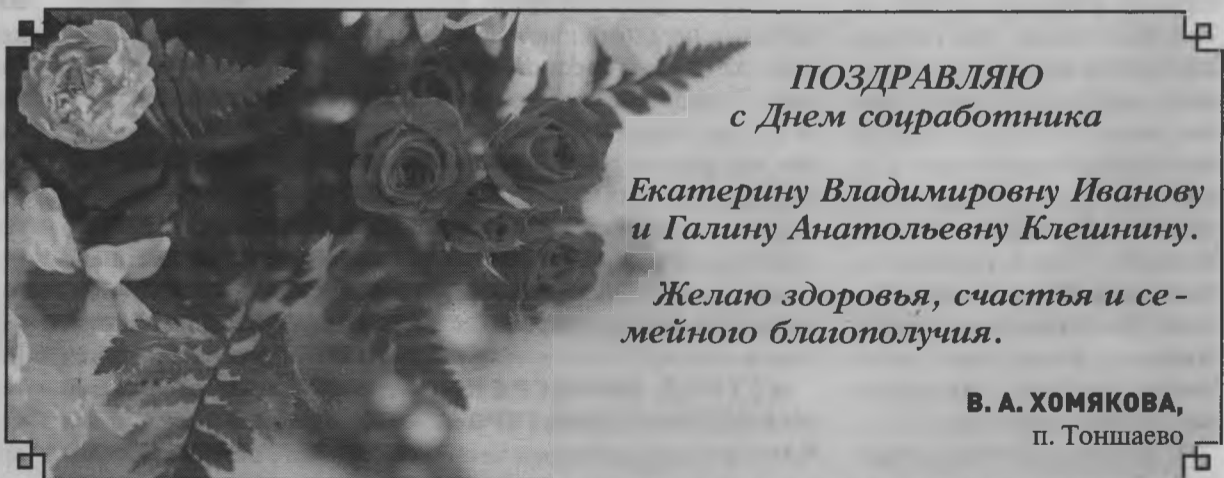 ПОЗДРАВЛЯЮ
с Днем соцработника
Екатерину Владимировну Иванову
и Галину Анатольевну Клешнину.
Желаю здоровья, счастья и се-
мейного благополучия.
В. А. ХОМЯКОВА,
п. Тоншаево